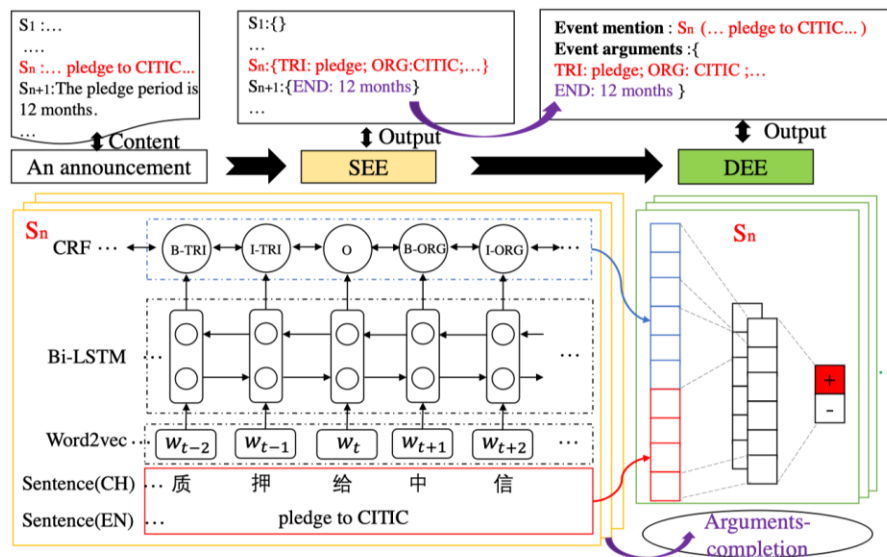 S1 :…
….
Sn :… pledge to CITIC...
Sn+1:The pledge period is
12 months.
…
S1:{}
…
Sn:{TRI: pledge; ORG:CITIC;…}
Sn+1:{END: 12 months}
…
Event mention : Sn (… pledge to CITIC... )
Event arguments :{
TRI: pledge; ORG: CITIC ;…
END: 12 months }
Content
Output
Output
An announcement
SEE
DEE
Sn
CRF … B-TRI I-TRI O B-ORG I-ORG …
Bi-LSTM … …
Word2vec … wt−2 wt−1 wt wt+1 wt+2 …
Sentence(CH) … 质 押 给 中 信
Sentence(EN) … pledge to CITIC
Sn
+
-
Arguments-
completion